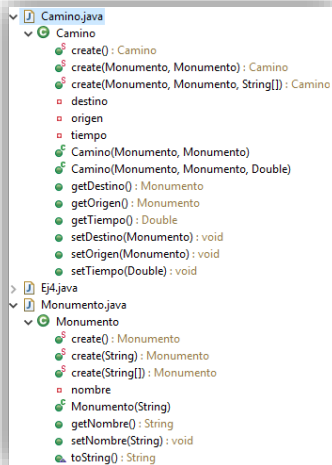 Camino.java
Camino
create() : Camino
create(Monumento, Monumento) : Camino
create(Monumento, Monumento, String[]) : Camino
destino
origen
tiempo
Camino(Monumento, Monumento)
Camino(Monumento, Monumento, Double)
getDestino() : Monumento
getOrigen() : Monumento
getTiempo() : Double
setDestino(Monumento) : void
setOrigen(Monumento) : void
setTiempo(Double) : void
Ej4.java
Monumento.java
Monumento
create() : Monumento
create(String) : Monumento
create(String[]) : Monumento
nombre
Monumento(String)
getNombre() : String
setNombre(String) : void
toString() : String